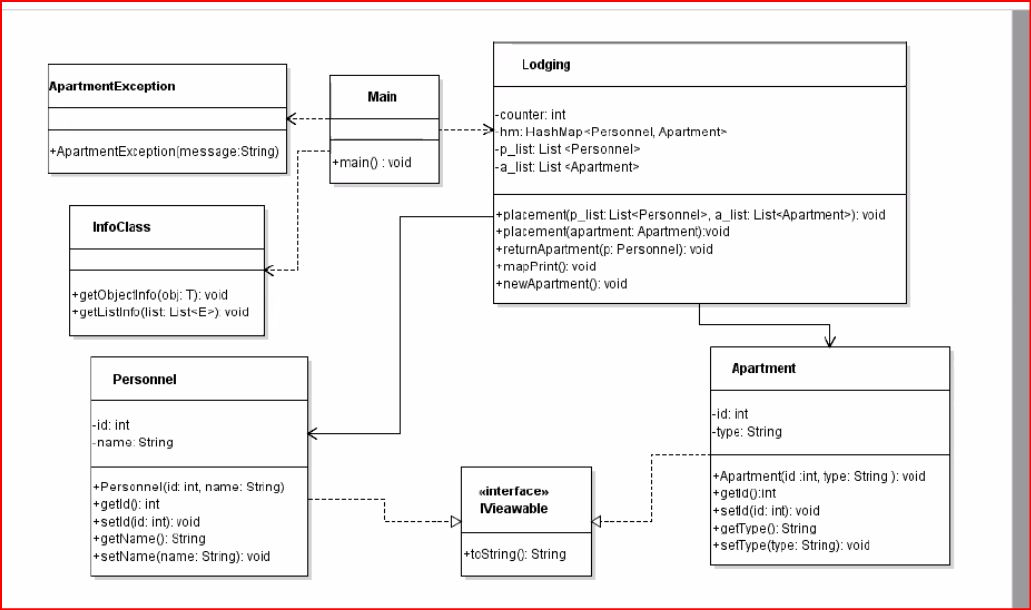 ApartmentException
+ApartmentException(message:String)
Main
+main() : void
Lodging
-counter: int
-hm: HashMap<Personnel, Apartment>
-p_list: List <Personnel>
-a_list: List <Apartment>
+placement(p_list: List<Personnel>, a_list: List<Apartment>): void
+placement(apartment: Apartment):void
+returnApartment(p: Personnel): void
+mapPrint(): void
+newApartment(): void
InfoClass
+getObjectInfo(obj: T): void
+getListInfo(list: List<E>): void
Personnel
-id: int
-name: String
+Personnel(id: int, name: String)
+getId(): int
+setId(id: int): void
+getName(): String
+setName(name: String): void
«interface»
IVieawable
+toString(): String
Apartment
-id: int
-type: String
+Apartment(id :int, type: String ): void
+getId():int
+setId(id: int): void
+getType(): String
+setType(type: String): void